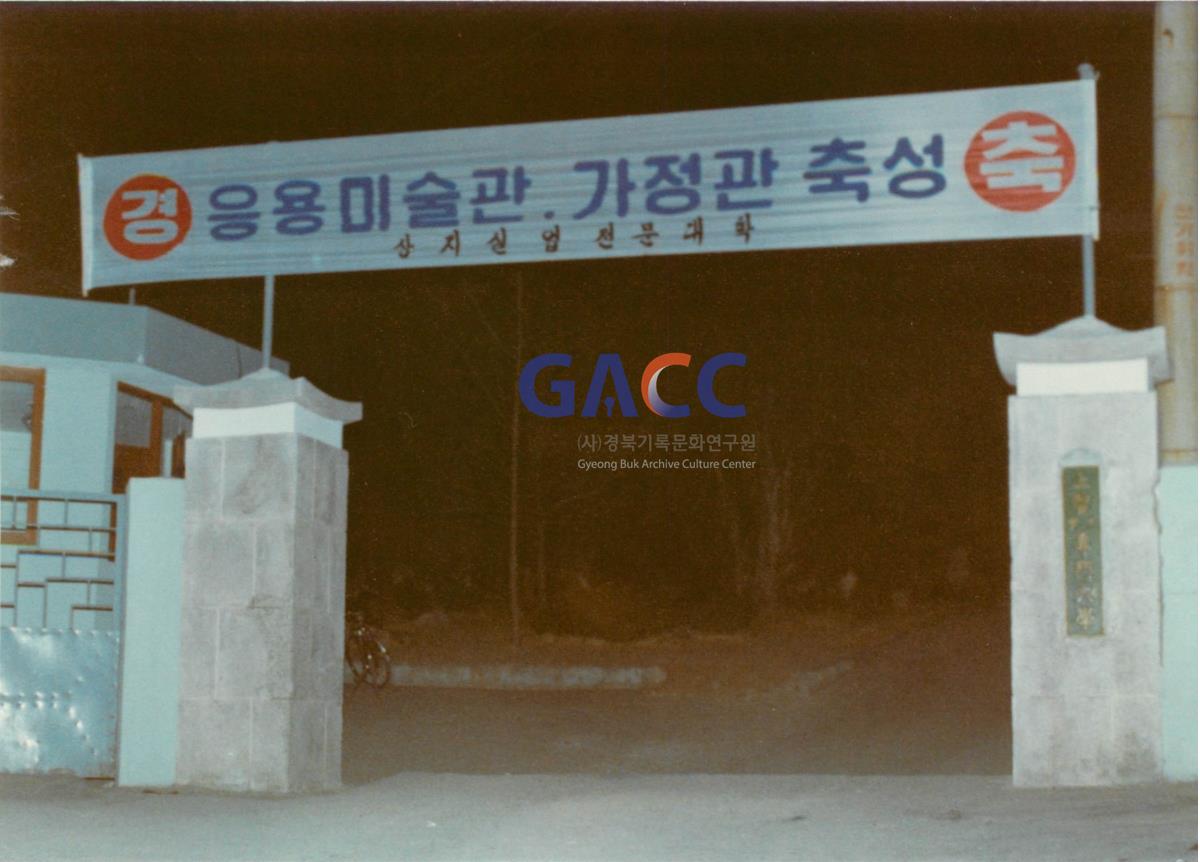 경 응용미술관 . 가정관 축성 축
상지실업전문대학
GACC
(사)경북기록문화연구원
Gyeong Buk Archive Culture Center